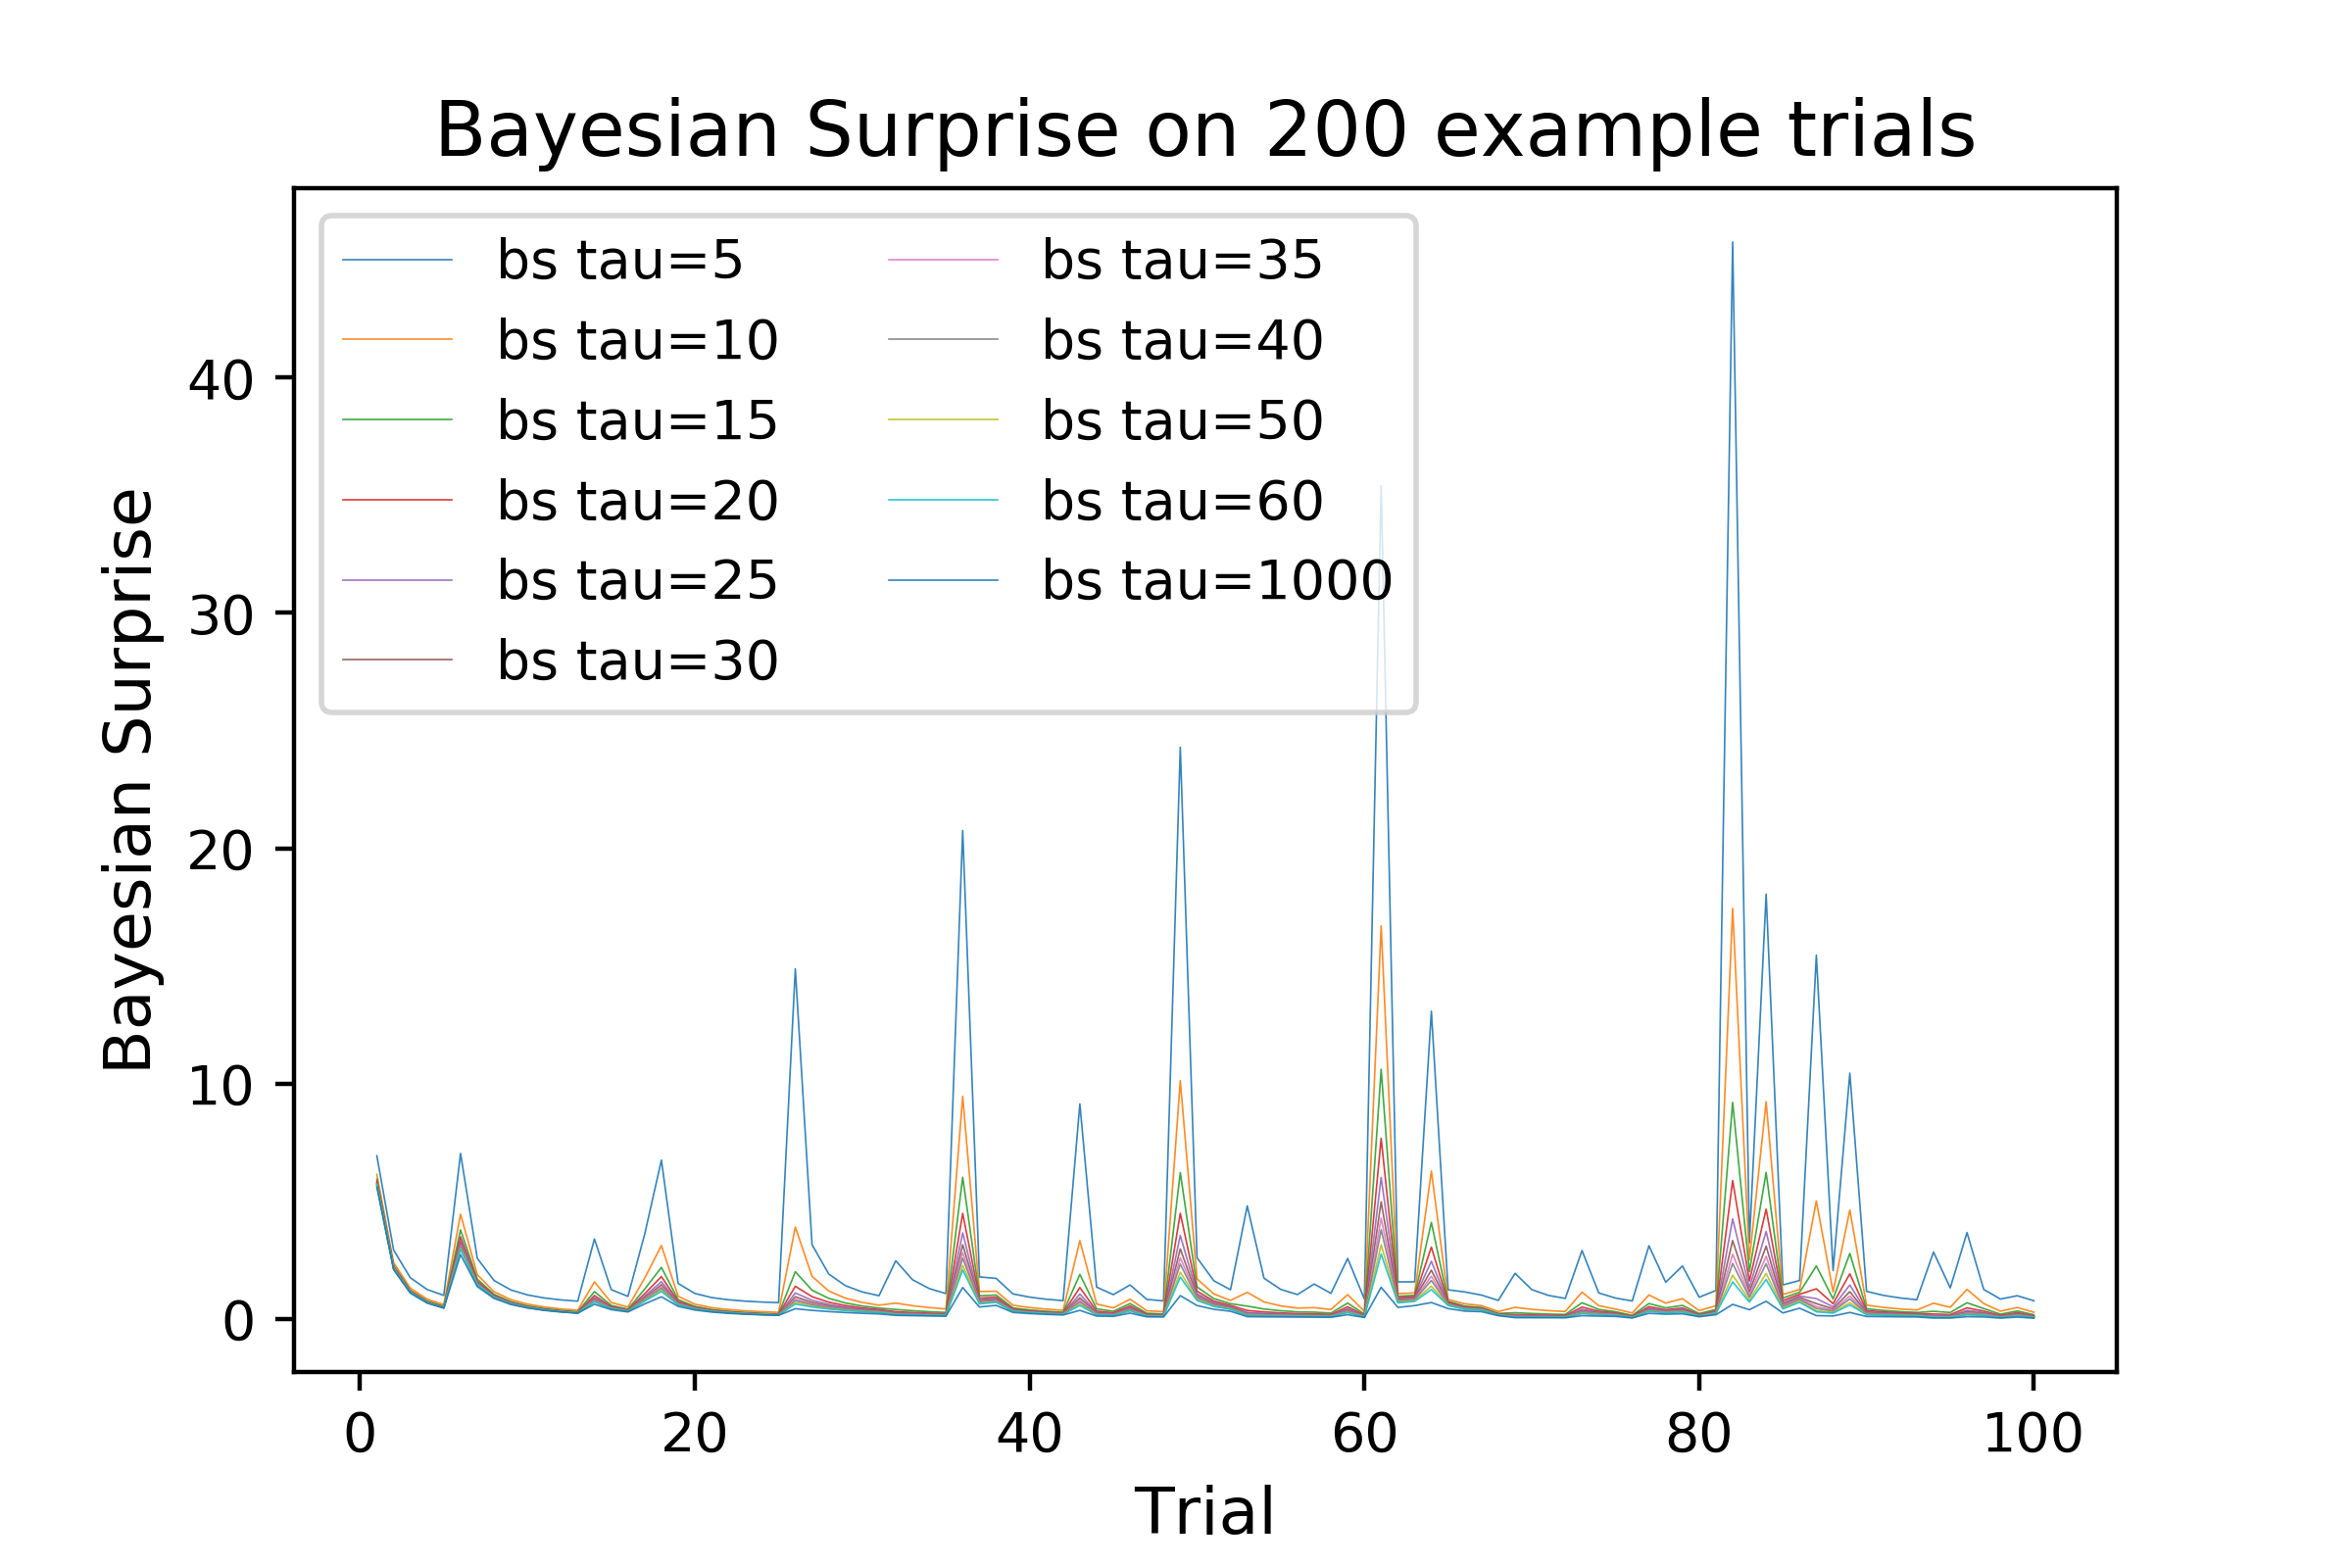 Bayesian Surprise on 200 example trials
bs tau=5
bs tau=10
bs tau=15
bs tau=20
bs tau=25
bs tau=30
bs tau=35
bs tau=40
bs tau=50
bs tau=60
bs tau=1000
Bayesian Surprise
40
30
20
10
0
0 20 40 60 80 100
Trial